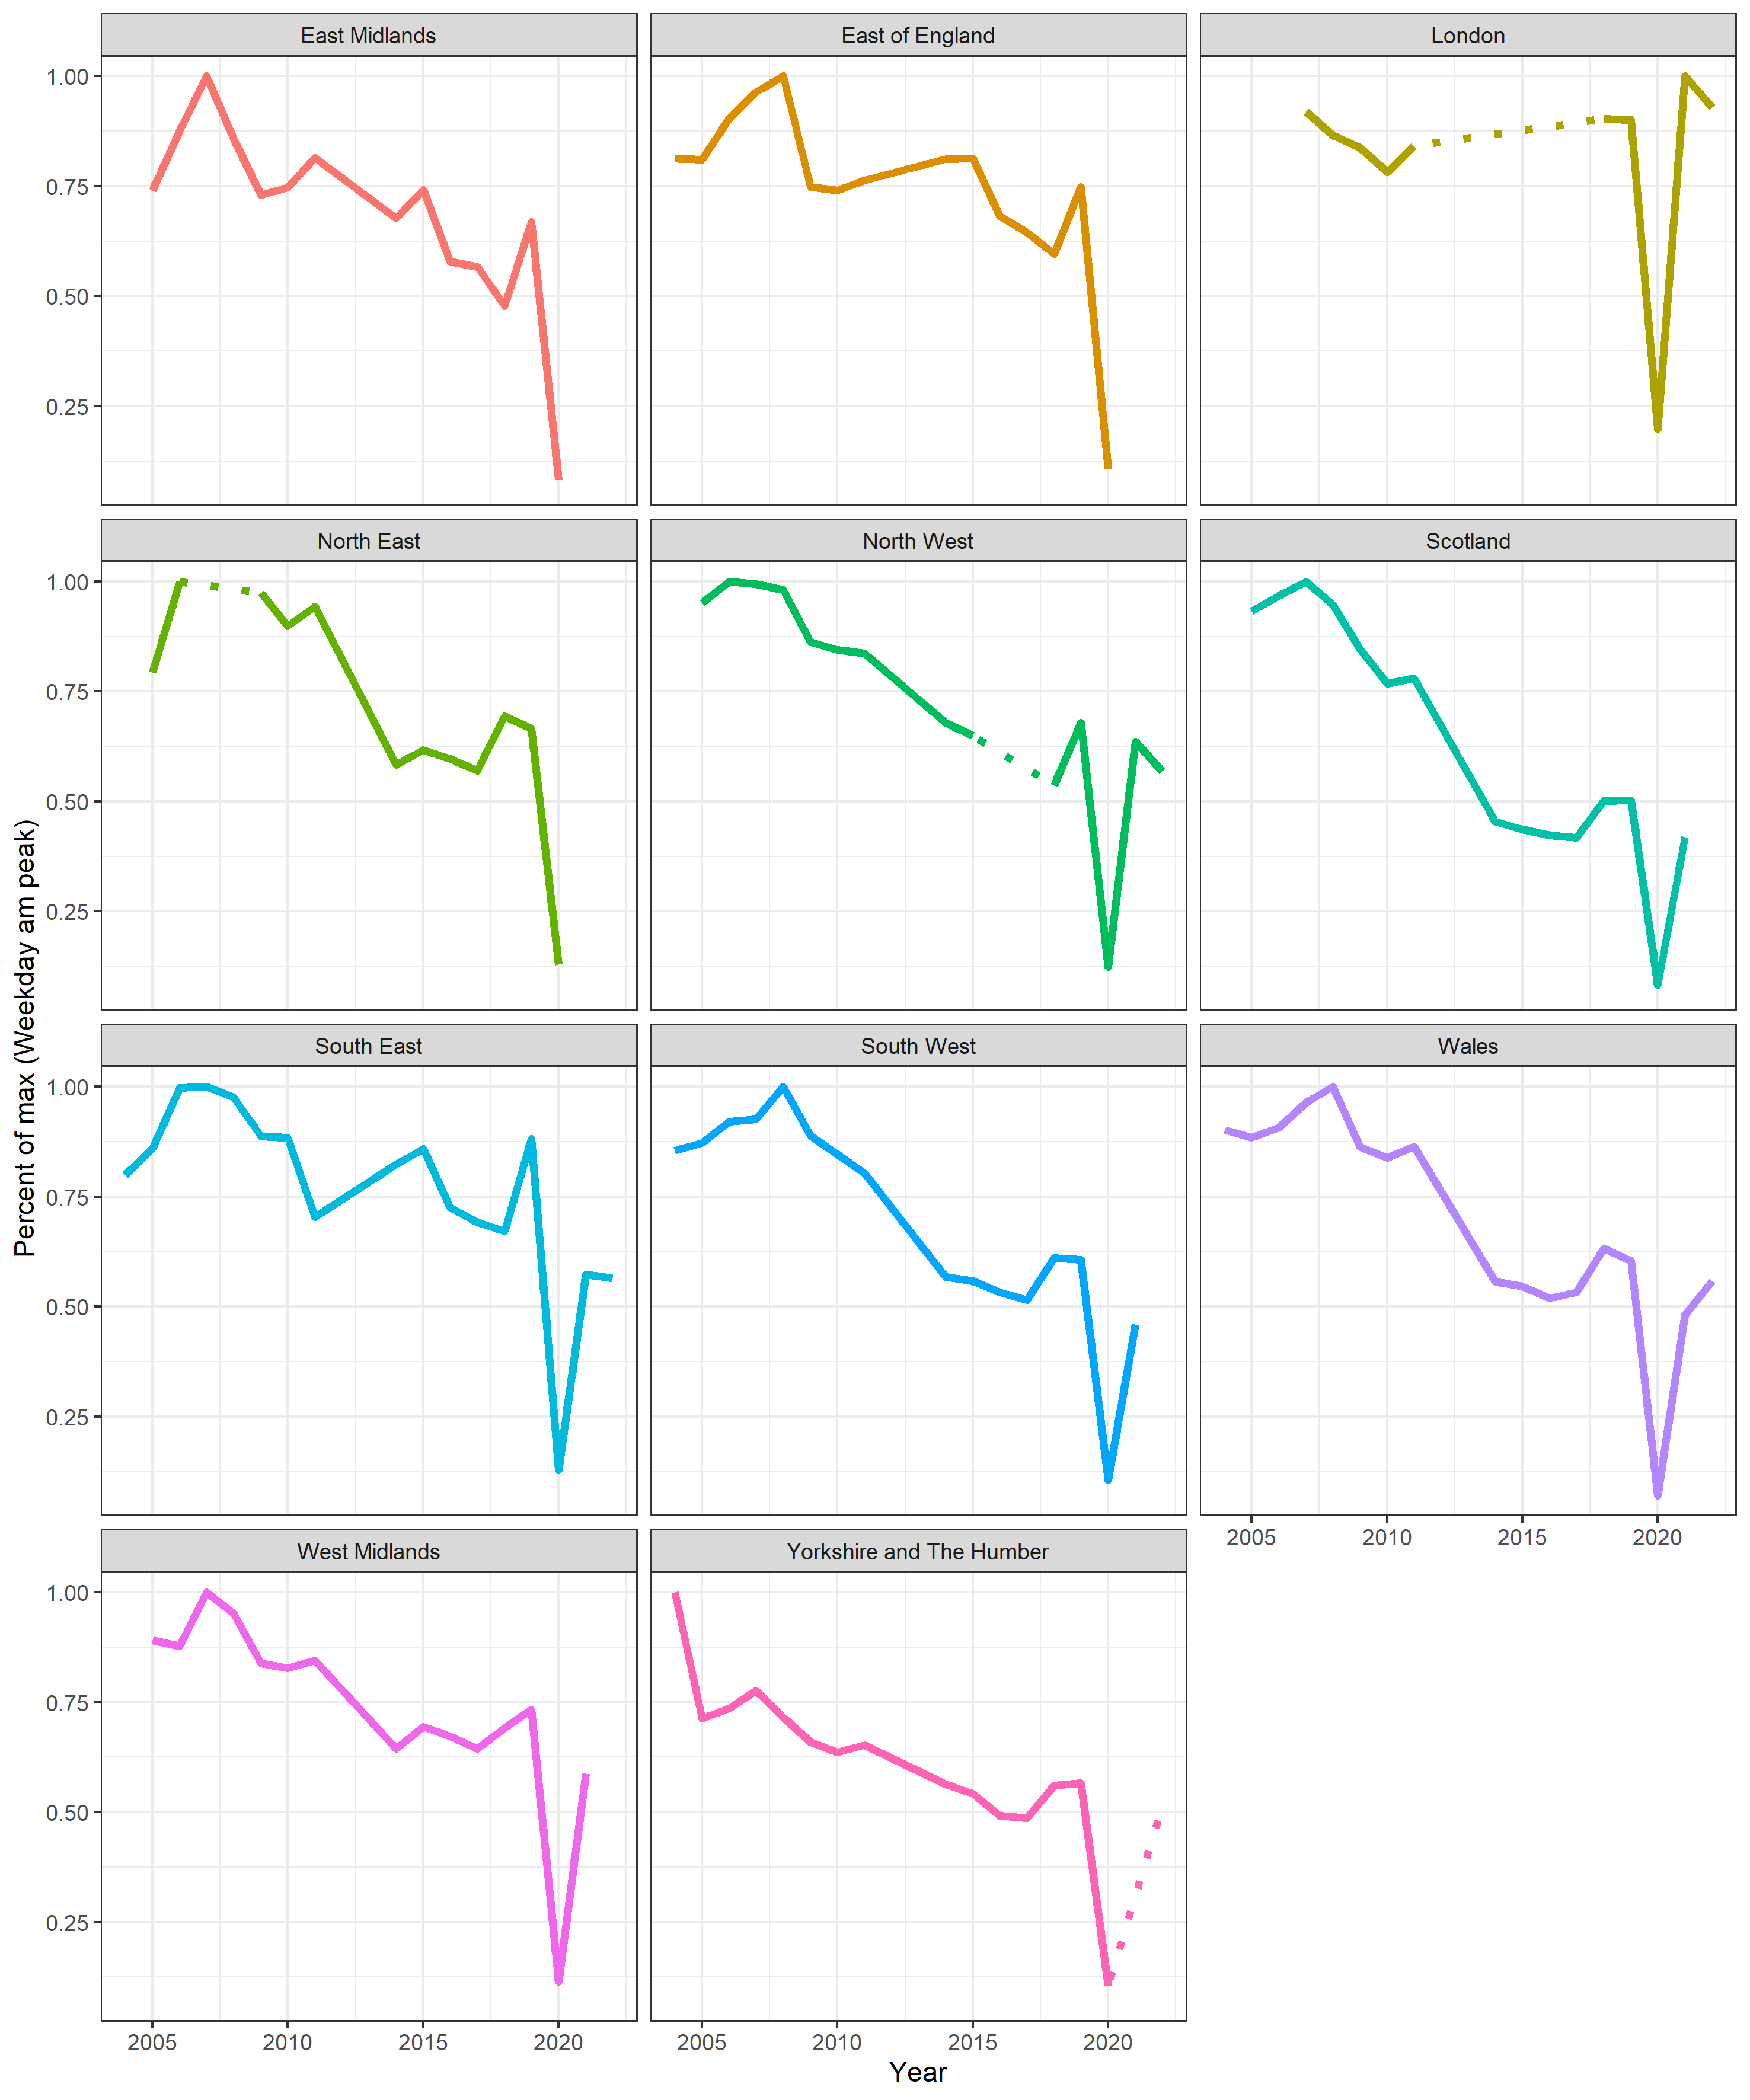 East Midlands
East of England
London
1.00
0.75
0.50
0.25
North East
North West
Scotland
1.00
0.75
0.50
0.25
South East
South West
Wales
1.00
0.75
0.50
0.25
2005 2010 2015 2020
West Midlands
Yorkshire and The Humber
1.00
0.75
0.50
0.25
2005 2010 2015 2020
2005 2010 2015 2020
Year
Percent of max (Weekday am peak)